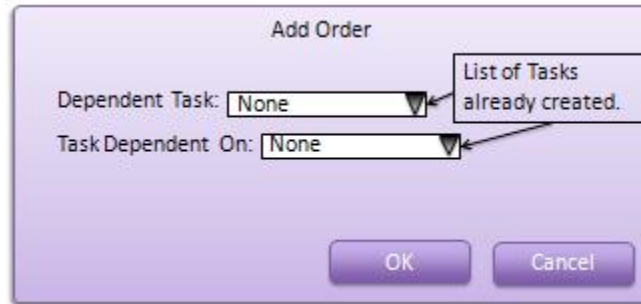 Add Order
List of Tasks
already created.
Dependent Task: None
Task Dependent On: None
OK
Cancel